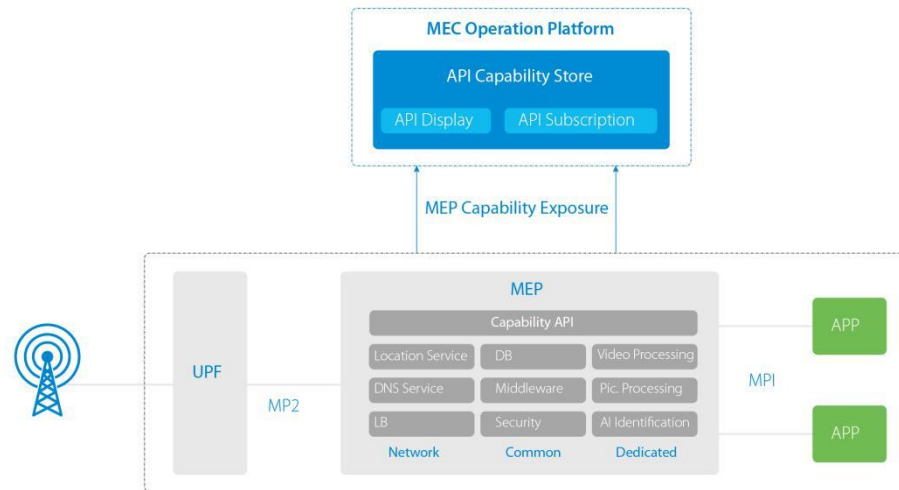 MEC Operation Platform
API Capability Store
API Display
API Subscription
MEP Capability Exposure
MEP
Capability API
Location Service
DB
Video Processing
DNS Service
Middleware
Pic. Processing
LB
Security
AI Identification
Network
Common
Dedicated
UPF
MP2
MPI
APP
APP